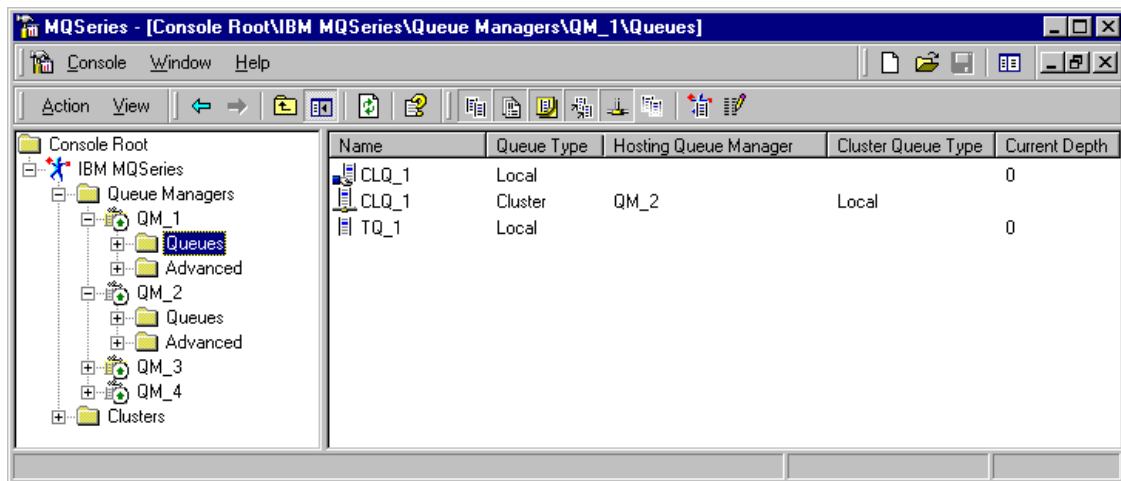 MQSeries - [Console Root\IBM MQSeries\Queue Managers\QM_1\Queues]
Console Window Help
Action View
Console Root
IBM MQSeries
Queue Managers
QM_1
Queues
Advanced
QM_2
Queues
Advanced
QM_3
QM_4
Clusters
Name Queue Type Hosting Queue Manager Cluster Queue Type Current Depth
CLQ_1 Local 0
CLQ_1 Cluster QM_2 Local
TQ_1 Local 0